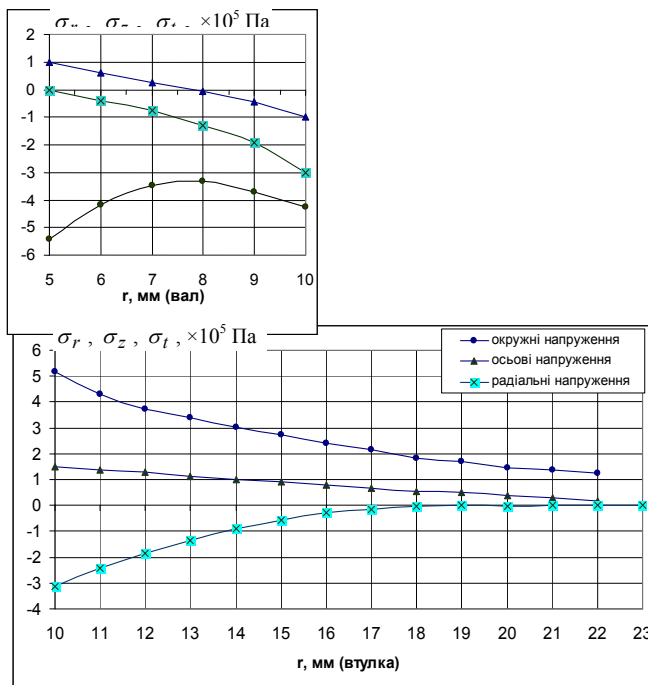 σr , σz , σt , ×10⁵ Па
2
1
0
-1
-2
-3
-4
-5
-6
5 6 7 8 9 10
r, мм (вал)
σr , σz , σt , ×10⁵ Па
окружні напруження
осьові напруження
радіальні напруження
6
5
4
3
2
1
0
-1
-2
-3
-4
10 11 12 13 14 15 16 17 18 19 20 21 22 23
r, мм (втулка)